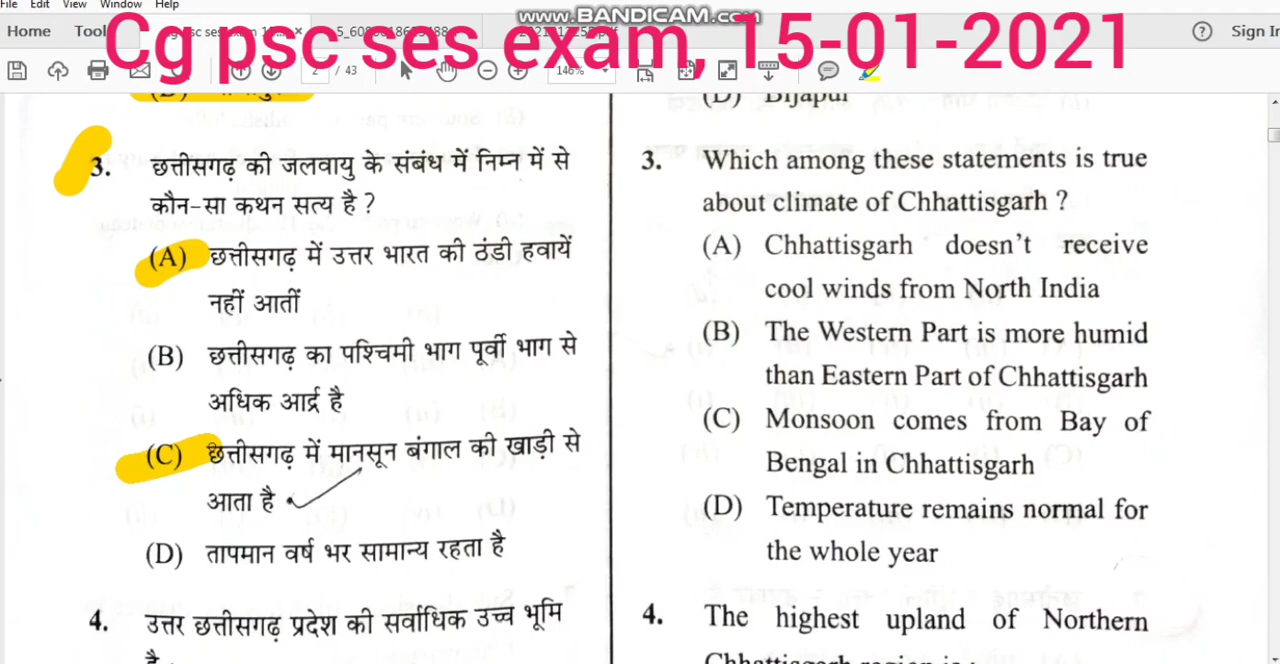 www.BANDICAM.com
File Edit View Window Help
Home Tool
Cg psc ses exam, 15-01-2021
Sign In
2 / 43
146%
(D) Bijapur
3. छत्तीसगढ़ की जलवायु के संबंध में निम्न में से
कौन-सा कथन सत्य है ?
(A) छत्तीसगढ़ में उत्तर भारत की ठंडी हवायें
नहीं आतीं
(B) छत्तीसगढ़ का पश्चिमी भाग पूर्वी भाग से
अधिक आर्द्र है
(C) छत्तीसगढ़ में मानसून बंगाल की खाड़ी से
आता है
(D) तापमान वर्ष भर सामान्य रहता है
4. उत्तर छत्तीसगढ़ प्रदेश की सर्वाधिक उच्च भूमि
है
3. Which among these statements is true
about climate of Chhattisgarh ?
(A) Chhattisgarh doesn't receive
cool winds from North India
(B) The Western Part is more humid
than Eastern Part of Chhattisgarh
(C) Monsoon comes from Bay of
Bengal in Chhattisgarh
(D) Temperature remains normal for
the whole year
4. The highest upland of Northern
Chhattisgarh region is :